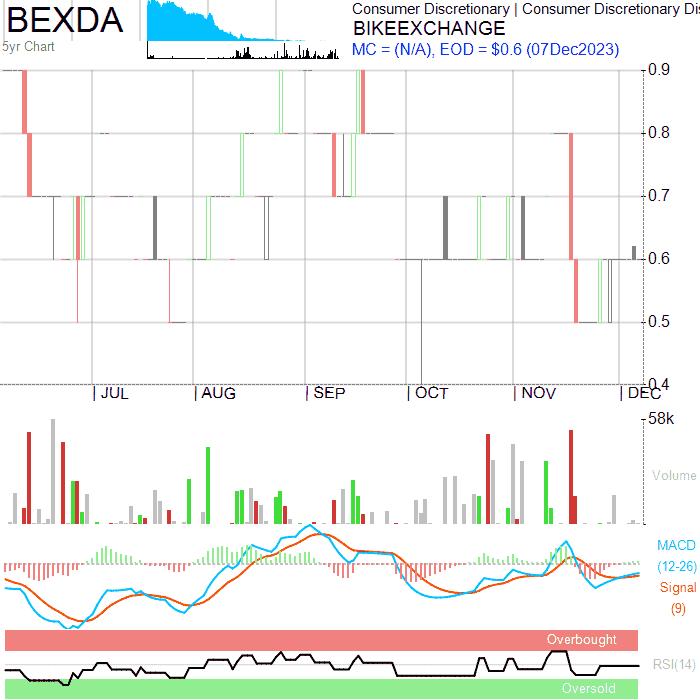 BEXDA
5yr Chart
Consumer Discretionary | Consumer Discretionary Dis
BIKEEXCHANGE
MC = (N/A), EOD = $0.6 (07Dec2023)
0.9
0.8
0.7
0.6
0.5
0.4
JUL AUG SEP OCT NOV DEC
58k
Volume
MACD
(12-26)
Signal
(9)
Overbought
RSI(14)
Oversold